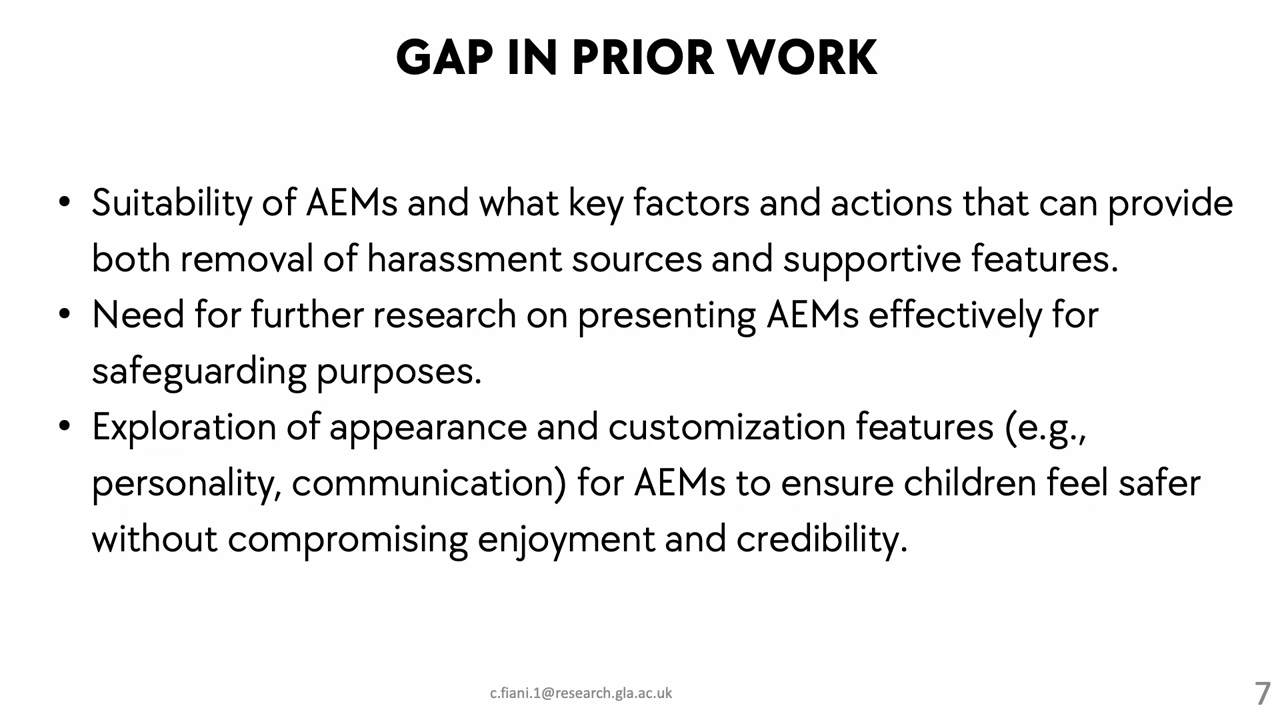 GAP IN PRIOR WORK
• Suitability of AEMs and what key factors and actions that can provide
both removal of harassment sources and supportive features.
• Need for further research on presenting AEMs effectively for
safeguarding purposes.
• Exploration of appearance and customization features (e.g.,
personality, communication) for AEMs to ensure children feel safer
without compromising enjoyment and credibility.
c.fiani.1@research.gla.ac.uk
7